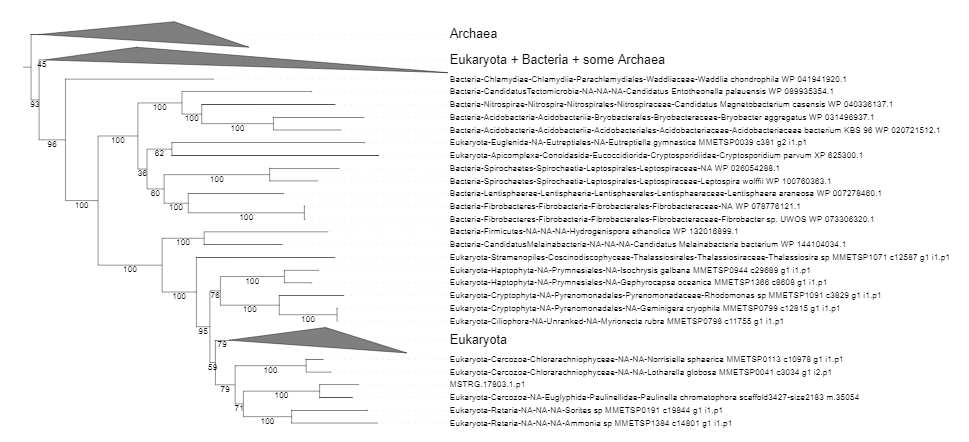 Archaea
45
Eukaryota + Bacteria + some Archaea
Bacteria-Chlamydiae-Chlamydiia-Parachlamydiales-Waddliaceae-Waddlia chondrophila WP 041941920.1
Bacteria-CandidatusTectomicrobia-NA-NA-NA-Candidatus Entotheonella palauensis WP 089935354.1
93
Bacteria-Nitrospirae-Nitrospira-Nitrospirales-Nitrospiraceae-Candidatus Magnetobacterium casensis WP 040336137.1
100
100
Bacteria-Acidobacteria-Acidobacteriia-Bryobacterales-Bryobacteraceae-Bryobacter aggregatus WP 031496937.1
100
Bacteria-Acidobacteria-Acidobacteriia-Acidobacteriales-Acidobacteriaceae-Acidobacteriaceae bacterium KBS 96 WP 020721512.1
100
96
Eukaryota-Euglenida-NA-Eutreptiales-NA-Eutreptiella gymnastica MMETSP0039 c381 g2 i1.p1
62
Eukaryota-Apicomplexa-Conoidasida-Eucoccidiorida-Cryptosporidiidae-Cryptosporidium parvum XP 625300.1
36
Bacteria-Spirochaetes-Spirochaetia-Leptospirales-Leptospiraceae-NA WP 026054288.1
100
Bacteria-Spirochaetes-Spirochaetia-Leptospirales-Leptospiraceae-Leptospira wolffii WP 100760363.1
60
Bacteria-Lentisphaerae-Lentisphaeria-Lentisphaerales-Lentisphaeraceae-Lentisphaera araneosa WP 007278460.1
100
100
Bacteria-Fibrobacteres-Fibrobacteria-Fibrobacterales-Fibrobacteraceae-NA WP 078776121.1
100
Bacteria-Fibrobacteres-Fibrobacteria-Fibrobacterales-Fibrobacteraceae-Fibrobacter sp. UWOS WP 073306320.1
Bacteria-Firmicutes-NA-NA-NA-Hydrogenispora ethanolica WP 132016899.1
100
Bacteria-CandidatusMelainabacteria-NA-NA-NA-Candidatus Melainabacteria bacterium WP 144104034.1
Eukaryota-Stramenopiles-Coscinodiscophyceae-Thalassiosirales-Thalassiosiraceae-Thalassiosira sp MMETSP1071 c12587 g1 i1.p1
100
Eukaryota-Haptophyta-NA-Prymnesiales-NA-Isochrysis galbana MMETSP0944 c29689 g1 i1.p1
100
Eukaryota-Haptophyta-NA-Prymnesiales-NA-Gephyrocapsa oceanica MMETSP1366 c8608 g1 i1.p1
100
76
Eukaryota-Cryptophyta-NA-Pyrenomonadales-Pyrenomonadaceae-Rhodomonas sp MMETSP1091 c3829 g1 i1.p1
100
Eukaryota-Cryptophyta-NA-Pyrenomonadales-NA-Geminigera cryophila MMETSP0799 c12815 g1 i1.p1
100
Eukaryota-Ciliophora-NA-Unranked-NA-Myrionecta rubra MMETSP0798 c11755 g1 i1.p1
95
Eukaryota
79
Eukaryota-Cercozoa-Chlorarachniophyceae-NA-NA-Norrisiella sphaerica MMETSP0113 c10978 g1 i1.p1
59
100
Eukaryota-Cercozoa-Chlorarachniophyceae-NA-NA-Lotharella globosa MMETSP0041 c3034 g1 i2.p1
79
MSTRG.17803.1.p1
100
Eukaryota-Cercozoa-NA-Euglyphida-Paulinellidae-Paulinella chromatophora scaffold3427-size2183 m.35054
71
Eukaryota-Retaria-NA-NA-NA-Sorites sp MMETSP0191 c19844 g1 i1.p1
100
Eukaryota-Retaria-NA-NA-NA-Ammonia sp MMETSP1384 c14801 g1 i1.p1